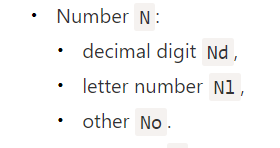 • Number N:
• decimal digit Nd,
• letter number Nl,
• other No.